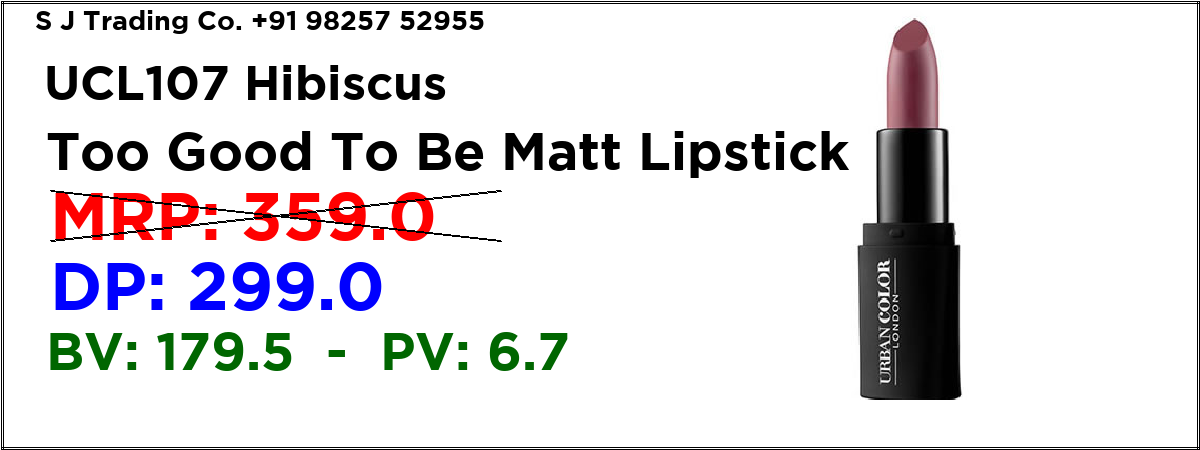 S J Trading Co. +91 98257 52955
UCL107 Hibiscus
Too Good To Be Matt Lipstick
MRP: 359.0
DP: 299.0
BV: 179.5 - PV: 6.7
URBAN COLOR
LONDON